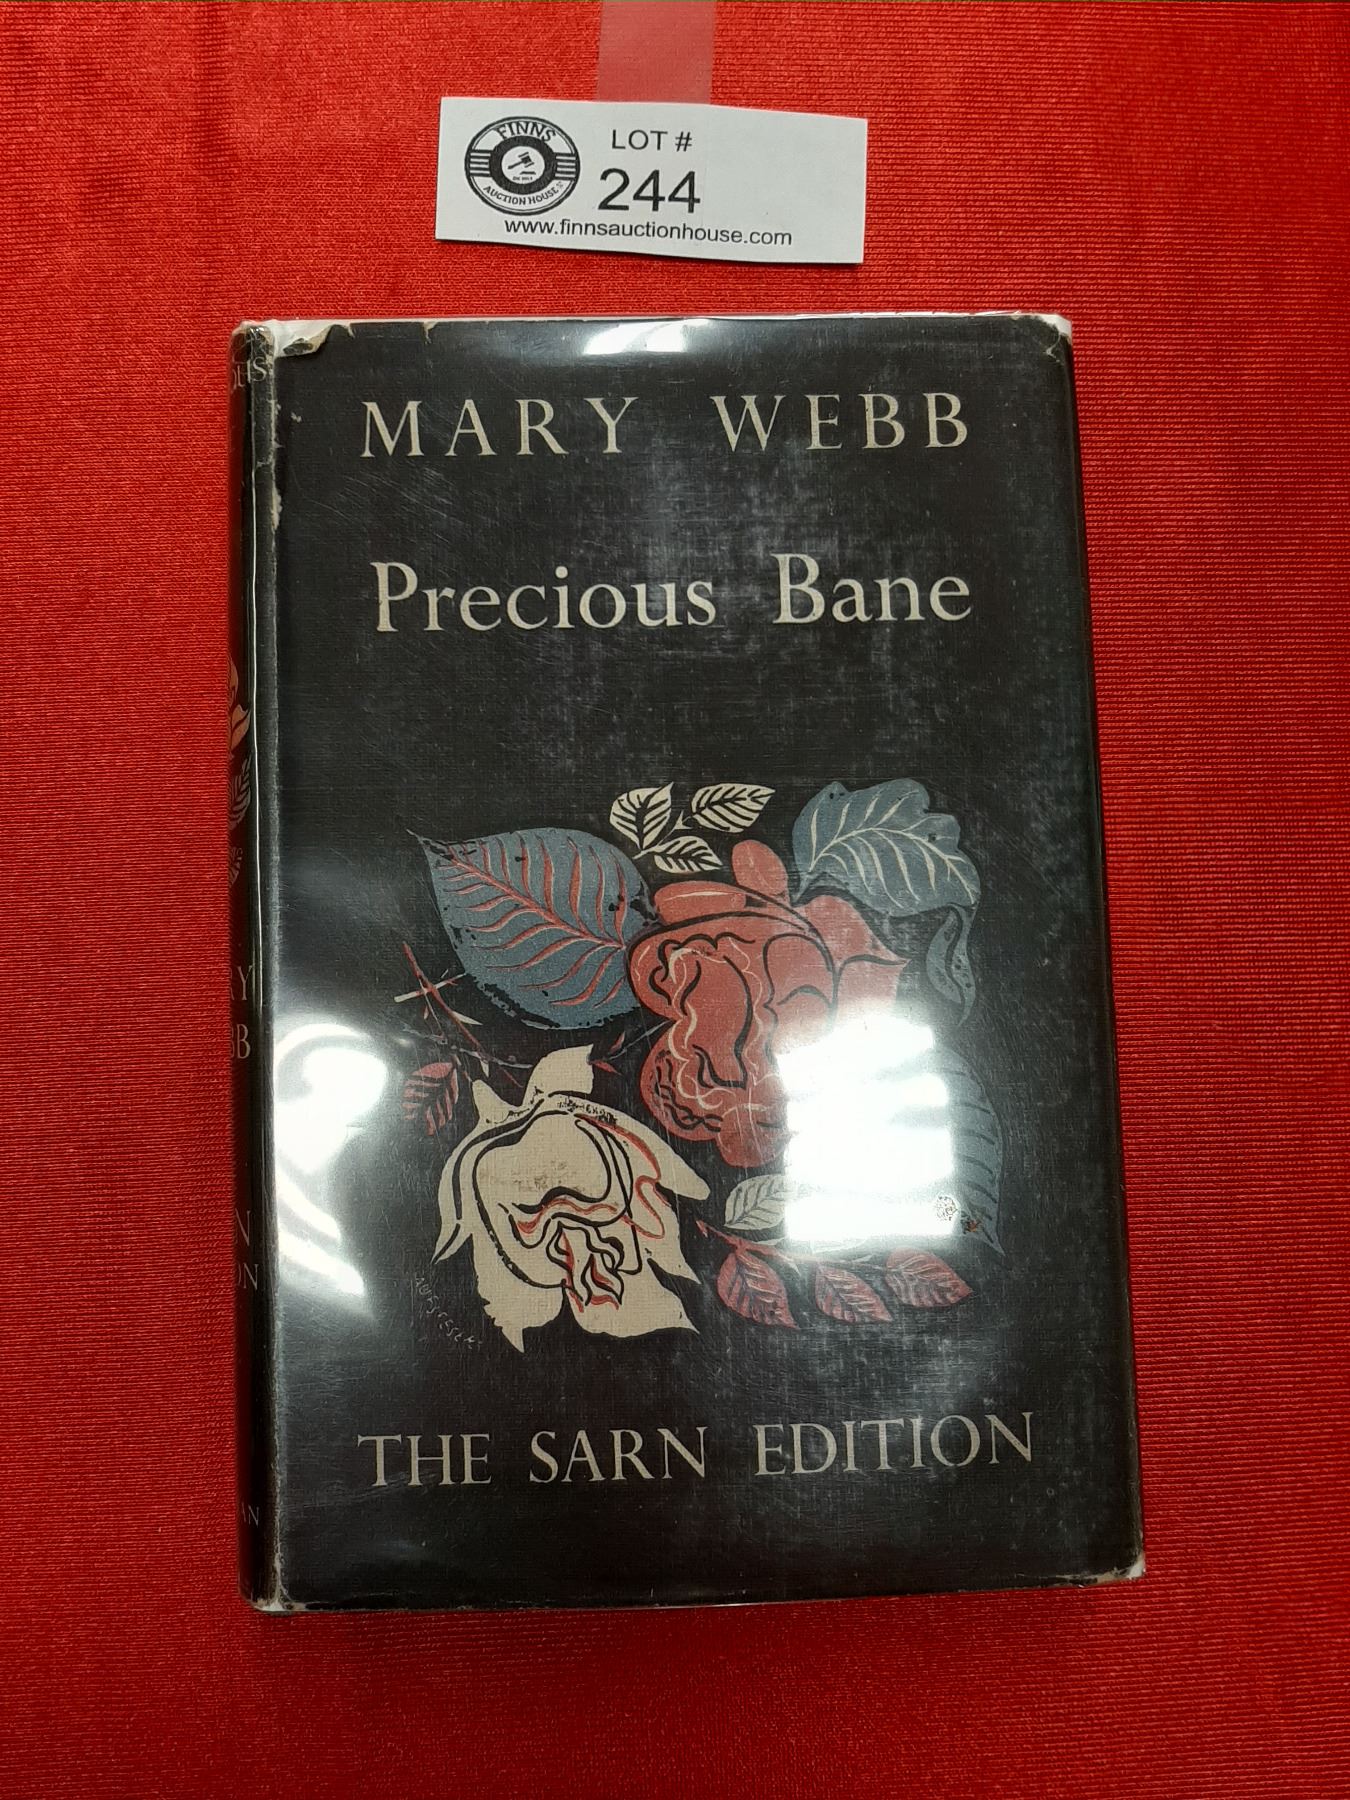 FINNS
AUCTION HOUSE
LOT #
244
www.finnsauctionhouse.com
MARY WEBB
Precious Bane
THE SARN EDITION